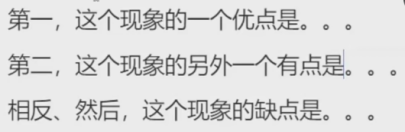 第一，这个现象的一个优点是。。。
第二，这个现象的另外一个有点是。。。
相反、然后，这个现象的缺点是。。。